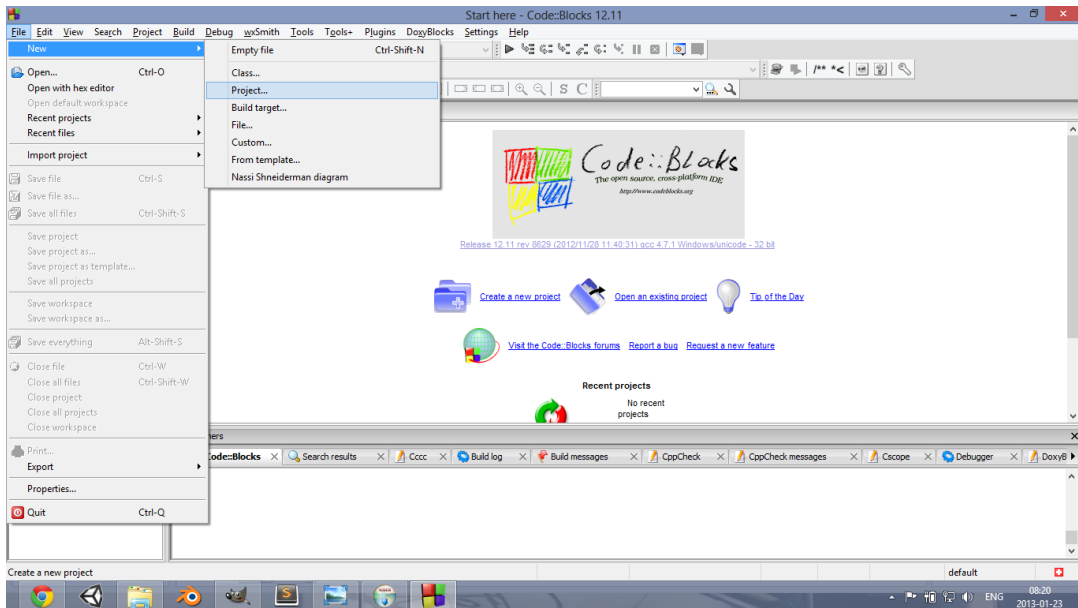 Start here - Code::Blocks 12.11
File Edit View Search Project Build Debug wxSmith Tools Tools+ Plugins DoxyBlocks Settings Help
New
Open... Ctrl-O
Open with hex editor
Open default workspace
Recent projects
Recent files
Import project
Save file Ctrl-S
Save file as...
Save all files Ctrl-Shift-S
Save project
Save project as...
Save project as template...
Save all projects
Save workspace
Save workspace as...
Save everything Alt-Shift-S
Close file Ctrl-W
Close all files Ctrl-Shift-W
Close project
Close all projects
Close workspace
Print...
Export
Properties...
Quit Ctrl-Q
Empty file Ctrl-Shift-N
Class...
Project...
Build target...
File...
Custom...
From template...
Nassi Shneiderman diagram
/** *<
S C
Code::Blocks
The open source, cross-platform IDE
http://www.codeblocks.org
Release 12.11 rev 8629 (2012/11/28 11:40:31) gcc 4.7.1 Windows/unicode - 32 bit
Create a new project Open an existing project Tip of the Day
Visit the Code::Blocks forums Report a bug Request a new feature
Recent projects
No recent
projects
hers
Code::Blocks Search results Cccc Build log Build messages CppCheck CppCheck messages Cscope Debugger DoxyB
Create a new project default
ENG 08:20
2013-01-23